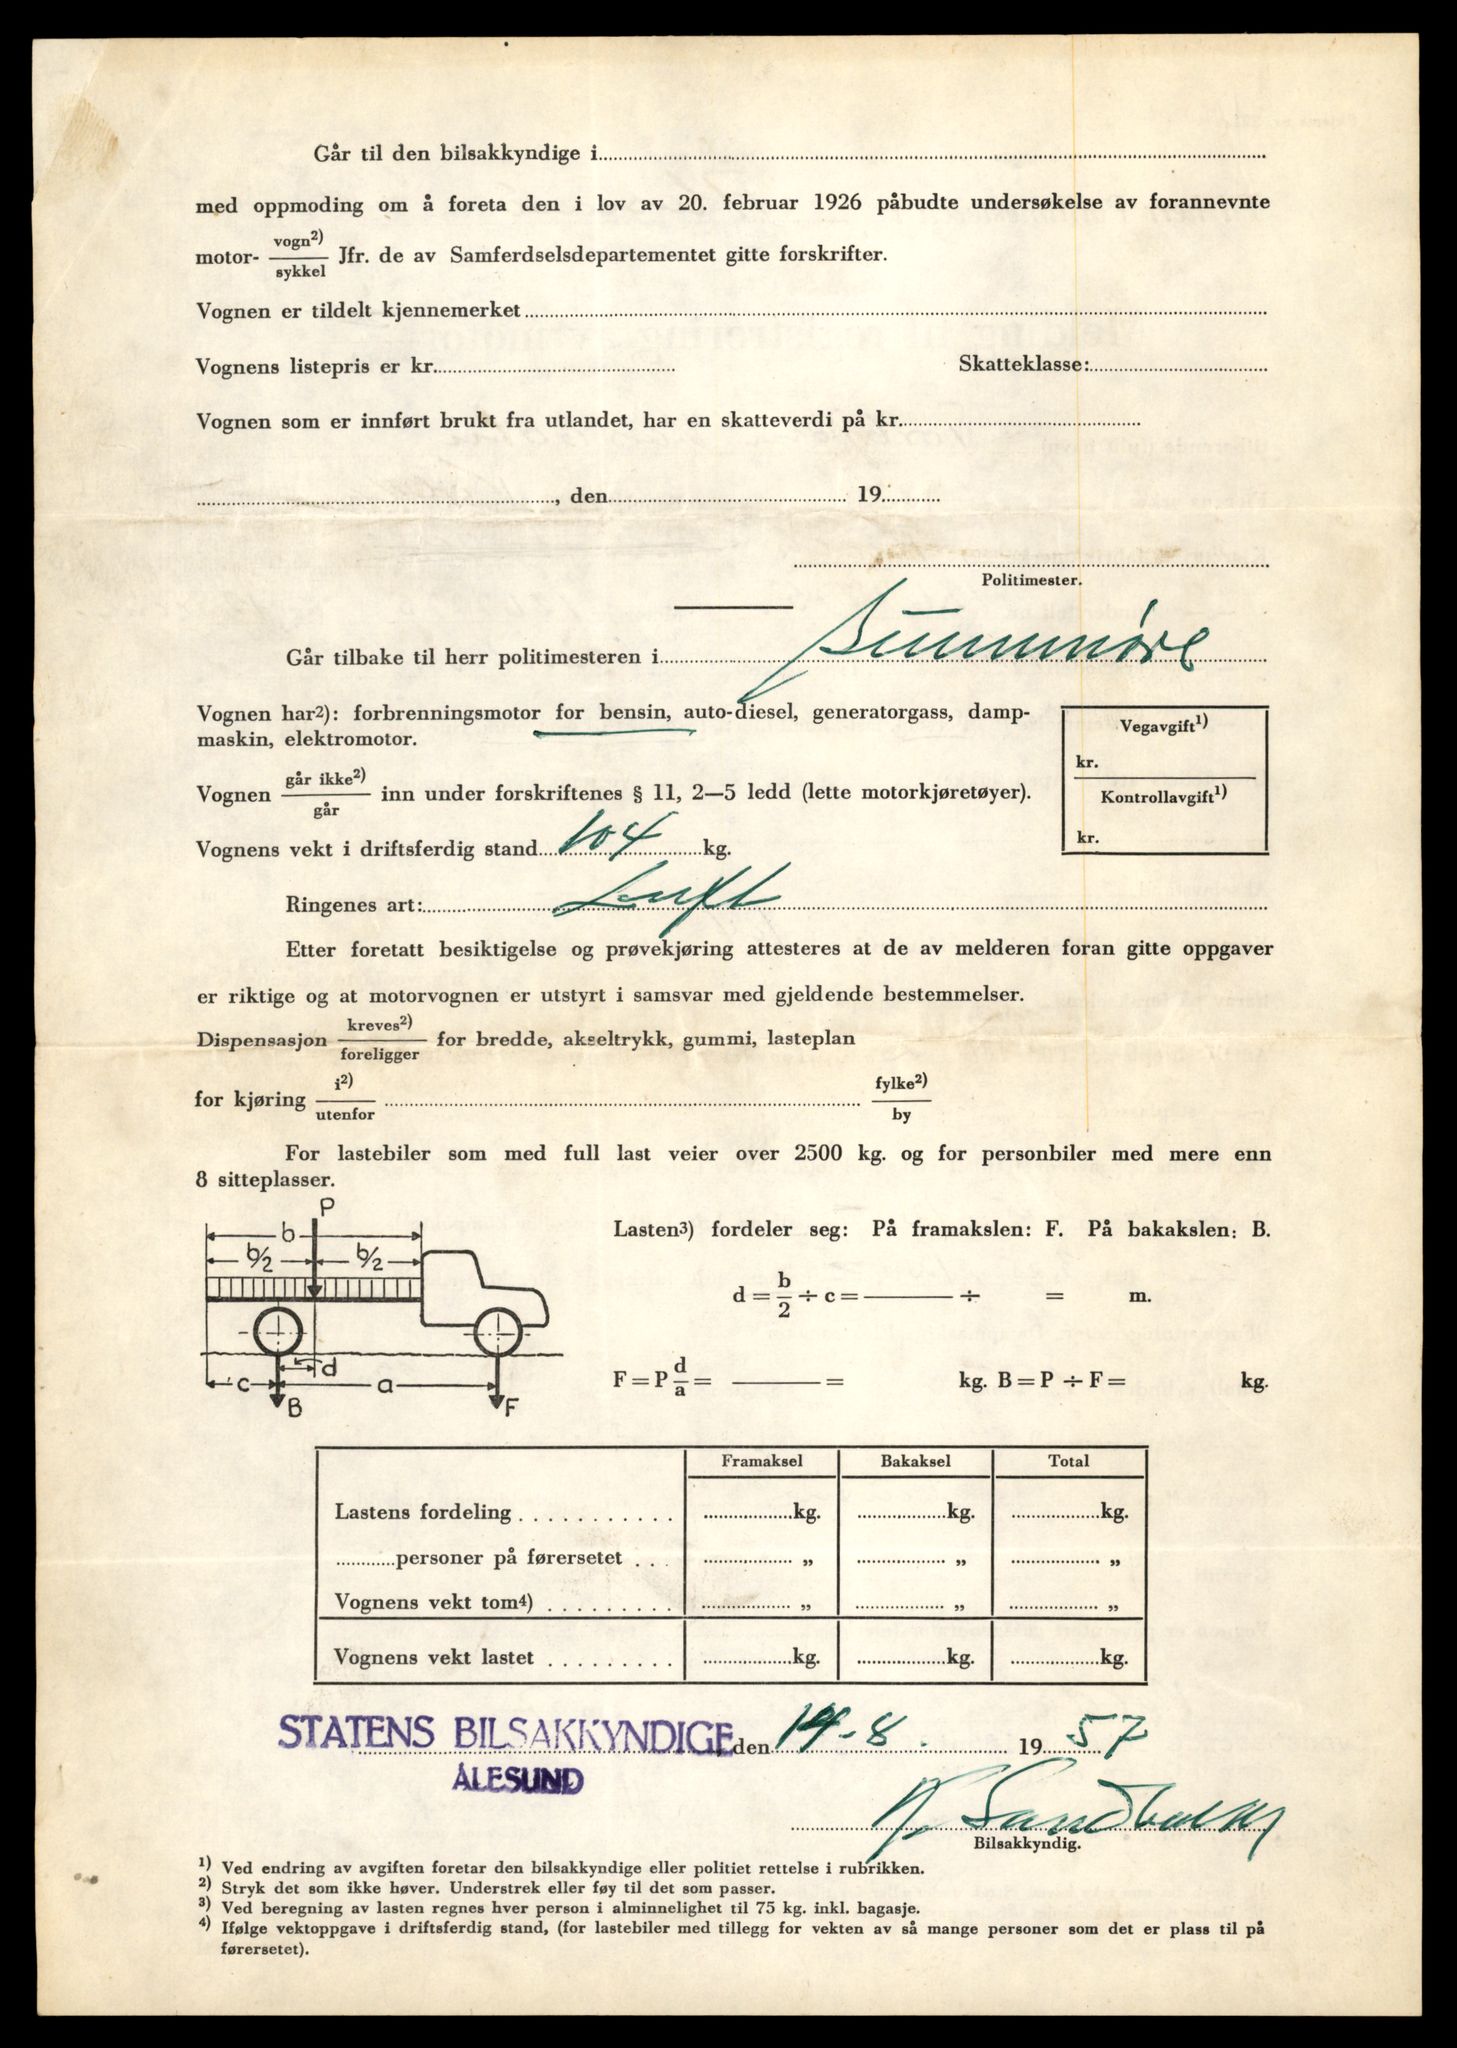 Går til den bilsakkyndige i
med oppmoding om å foreta den i lov av 20. februar 1926 påbudte undersøkelse av forannevnte
motor- vogn2) / sykkel Jfr. de av Samferdselsdepartementet gitte forskrifter.
Vognen er tildelt kjennemerket
Vognens listepris er kr. Skatteklasse:
Vognen som er innført brukt fra utlandet, har en skatteverdi på kr.
, den 19
Politimester.
Går tilbake til herr politimesteren i Sunnmøre
Vognen har2): forbrenningsmotor for bensin, auto-diesel, generatorgass, damp-
maskin, elektromotor.
Vegavgift1)
kr.
Kontrollavgift1)
kr.
Vognen går ikke2) / går inn under forskriftenes § 11, 2—5 ledd (lette motorkjøretøyer).
Vognens vekt i driftsferdig stand 104 kg.
Ringenes art: Luft
Etter foretatt besiktigelse og prøvekjøring attesteres at de av melderen foran gitte oppgaver
er riktige og at motorvognen er utstyrt i samsvar med gjeldende bestemmelser.
Dispensasjon kreves2) / foreligger for bredde, akseltrykk, gummi, lasteplan
for kjøring i2) / utenfor fylke2) / by
For lastebiler som med full last veier over 2500 kg. og for personbiler med mere enn
8 sitteplasser.
P
b
b/2 b/2
d
c a
B F
Lasten3) fordeler seg: På framakslen: F. På bakakslen: B.
d = b/2 ÷ c = ——— ÷ = m.
F = P d/a = ——— = kg. B = P ÷ F = kg.
Framaksel Bakaksel Total
Lastens fordeling kg. kg. kg.
personer på førersetet „ „ „
Vognens vekt tom4) „ „ „
Vognens vekt lastet kg. kg. kg.
STATENS BILSAKKYNDIGE, den 14-8. 19 57
ÅLESUND
Bilsakkyndig.
1) Ved endring av avgiften foretar den bilsakkyndige eller politiet rettelse i rubrikken.
2) Stryk det som ikke høver. Understrek eller føy til det som passer.
3) Ved beregning av lasten regnes hver person i alminnelighet til 75 kg. inkl. bagasje.
4) Ifølge vektoppgave i driftsferdig stand, (for lastebiler med tillegg for vekten av så mange personer som det er plass til på
førersetet).